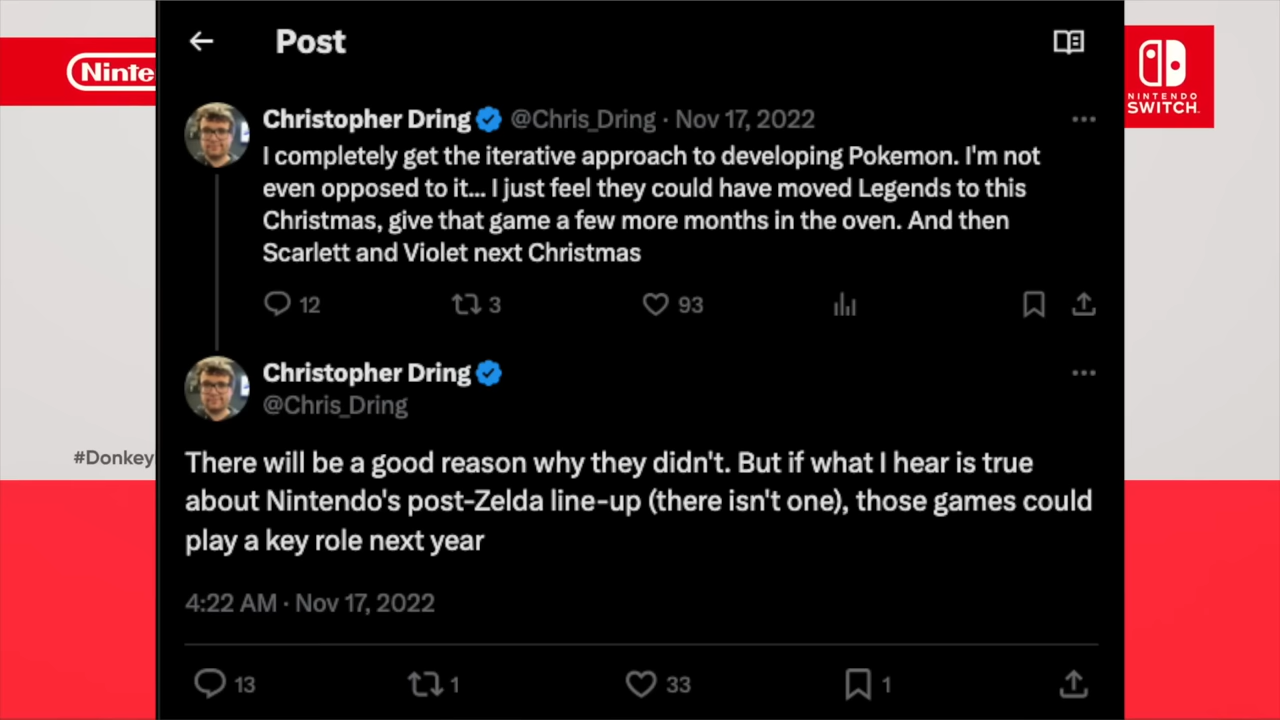 Post
Ninte
NINTENDO
SWITCH.
Christopher Dring @Chris_Dring · Nov 17, 2022
I completely get the iterative approach to developing Pokemon. I'm not
even opposed to it... I just feel they could have moved Legends to this
Christmas, give that game a few more months in the oven. And then
Scarlett and Violet next Christmas
12 3 93
Christopher Dring
@Chris_Dring
#Donkey
There will be a good reason why they didn't. But if what I hear is true
about Nintendo's post-Zelda line-up (there isn't one), those games could
play a key role next year
4:22 AM · Nov 17, 2022
13 1 33 1